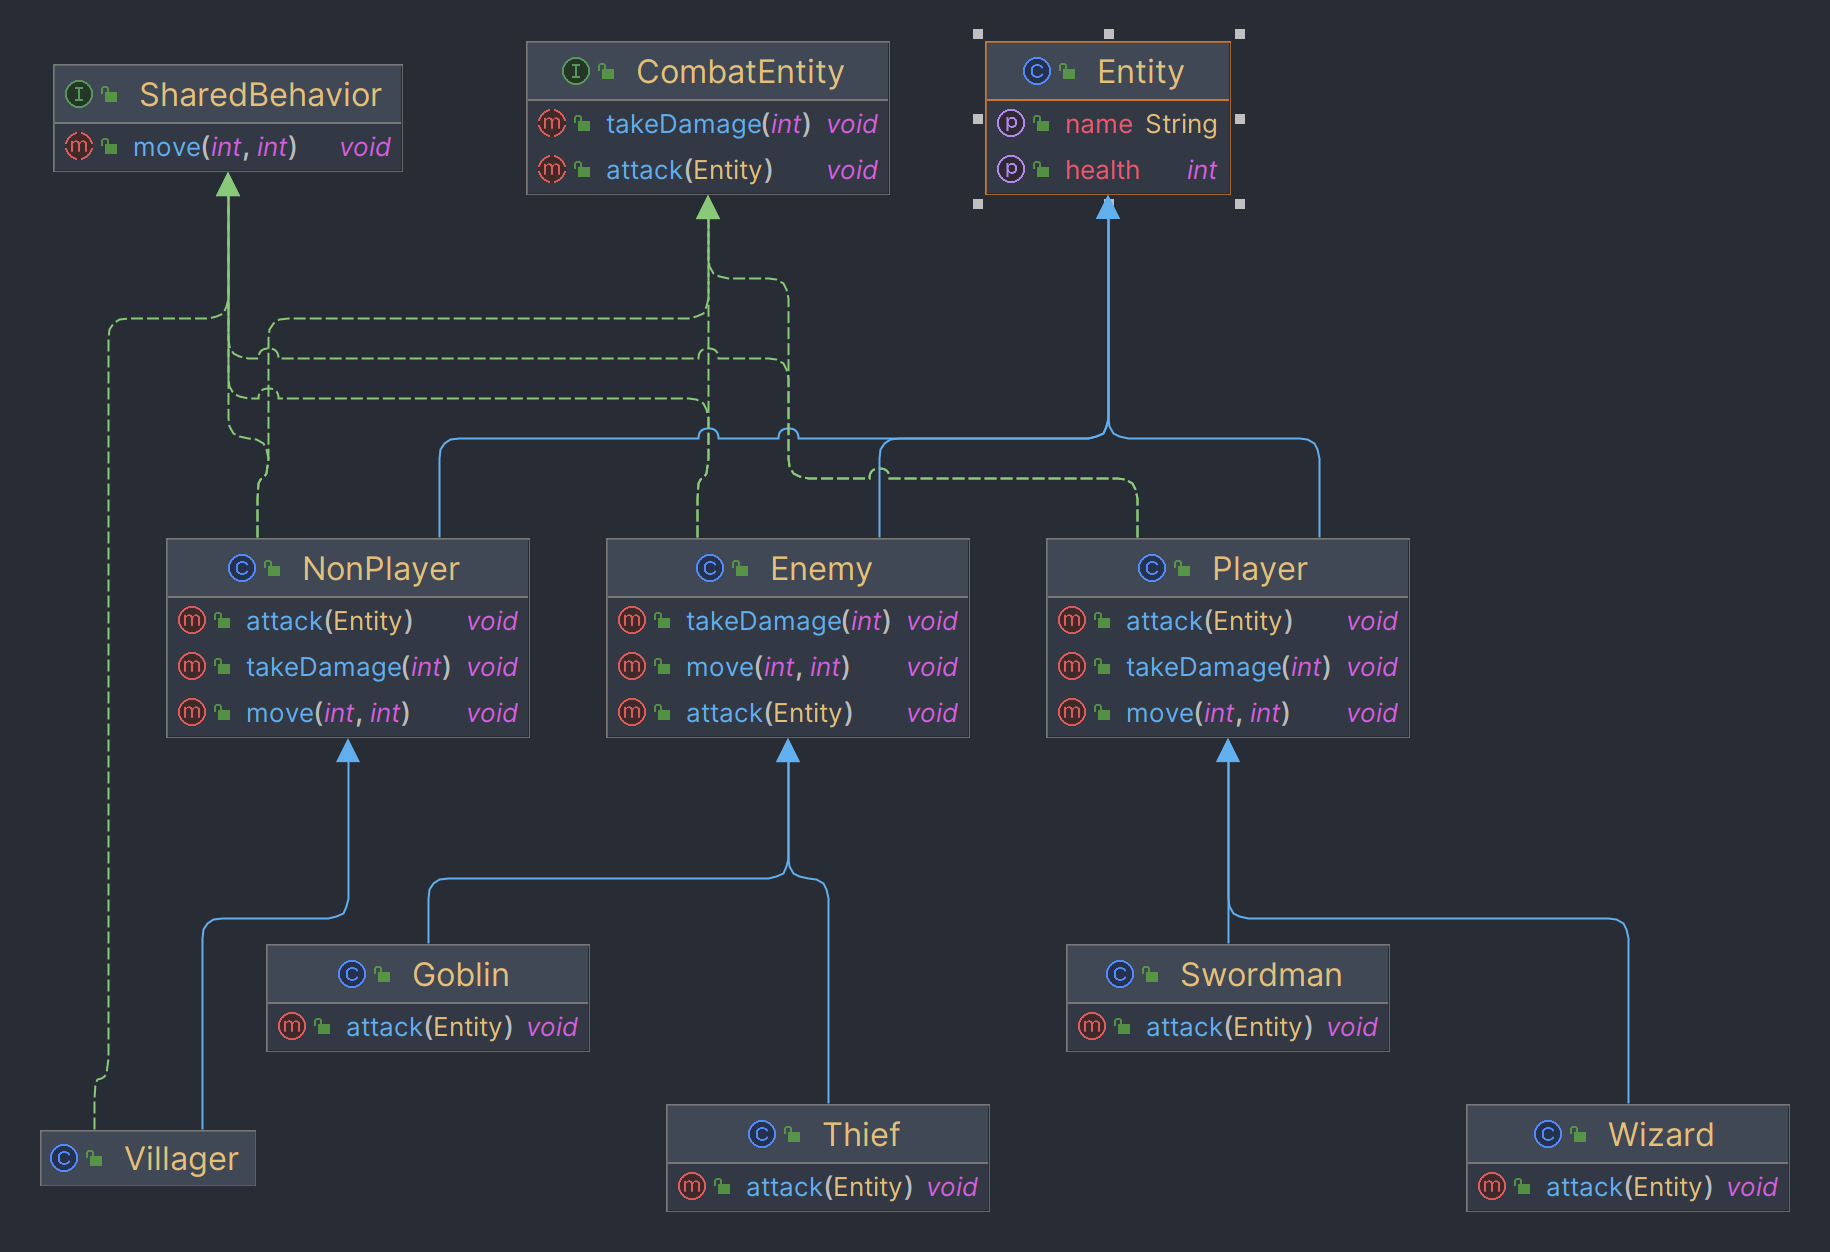 SharedBehavior
move(int, int) void
CombatEntity
takeDamage(int) void
attack(Entity) void
Entity
name String
health int
NonPlayer
attack(Entity) void
takeDamage(int) void
move(int, int) void
Enemy
takeDamage(int) void
move(int, int) void
attack(Entity) void
Player
attack(Entity) void
takeDamage(int) void
move(int, int) void
Goblin
attack(Entity) void
Swordman
attack(Entity) void
Villager
Thief
attack(Entity) void
Wizard
attack(Entity) void